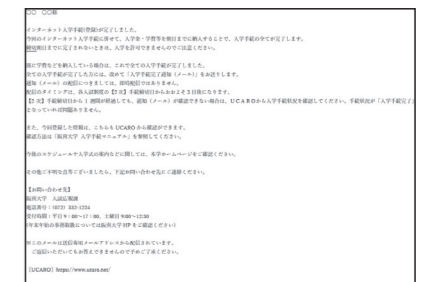 ○○　○○様
インターネット入学手続(登録)が完了しました。
今回のインターネット入学手続に併せて、入学金・学費等を期日までに納入することで、入学手続の全てが完了します。
締切期日までに完了されないときは、入学を許可できませんのでご注意ください。
既に学費などを納入している場合は、これで全ての入学手続が完了しました。
全ての入学手続が完了した方には、改めて「入学手続完了通知（メール）」をお送りします。
通知（メール）の配信につきましては、即時配信ではありません。
配信のタイミングは、各入試制度の【2次】手続締切日からおおよそ3日後になります。
【2次】手続締切日から1週間が経過しても、通知（メール）が確認できない場合は、UCAROから入学手続状況を確認してください。手続状況が「入学手続完了」
となっていれば問題ありません。
また、今回登録した情報は、こちらもUCAROから確認ができます。
確認方法は「阪南大学 入学手続マニュアル」を参照してください。
今後のスケジュールや入学式の案内などに関しては、本学ホームページをご確認ください。
その他ご不明な点等ございましたら、下記お問い合わせ先にご連絡ください。
【お問い合わせ先】
阪南大学　入試広報課
電話番号：(072) 332-1224
受付時間：平日 9：00～17：00、土曜日 9:00～12:30
(年末年始の事務取扱については阪南大学 HP をご確認ください)
※このメールは送信専用メールアドレスから配信されています。
ご返信いただいてもお答えできませんのでご了承ください。
[UCARO] https://www.ucaro.net/